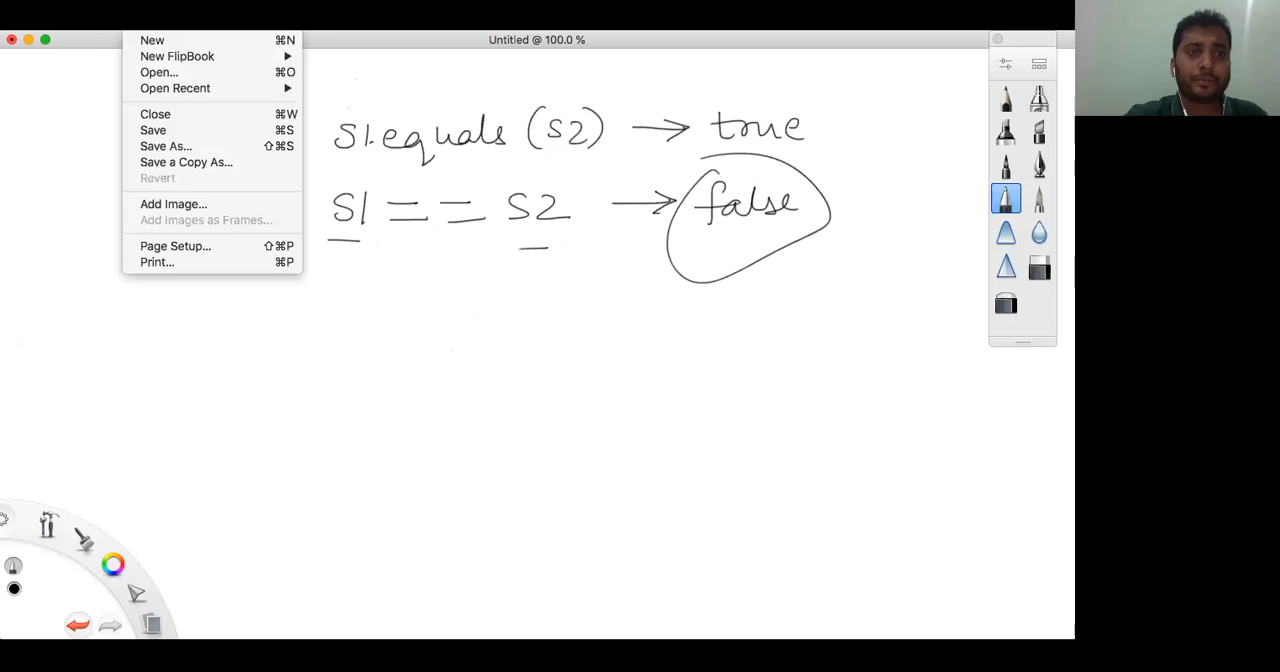 Untitled @ 100.0 %
New ⌘N
New FlipBook ▶
Open... ⌘O
Open Recent ▶
Close ⌘W
Save ⌘S
Save As... ⇧⌘S
Save a Copy As...
Revert
Add Image...
Add Images as Frames...
Page Setup... ⇧⌘P
Print... ⌘P
S1.equals (S2) → true
S1 == S2 → false